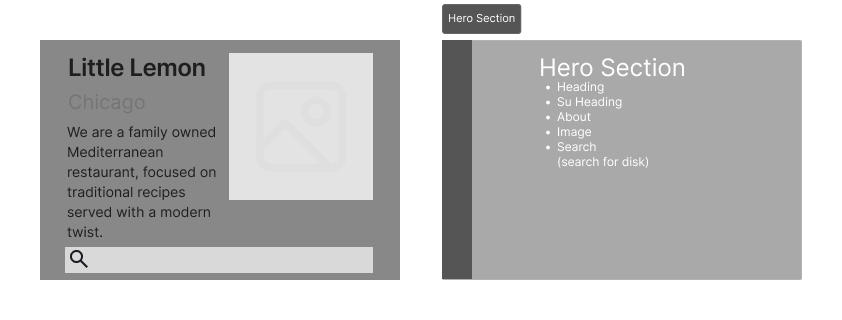 Little Lemon
Chicago
We are a family owned
Mediterranean
restaurant, focused on
traditional recipes
served with a modern
twist.
Hero Section
Hero Section
• Heading
• Su Heading
• About
• Image
• Search
(search for disk)